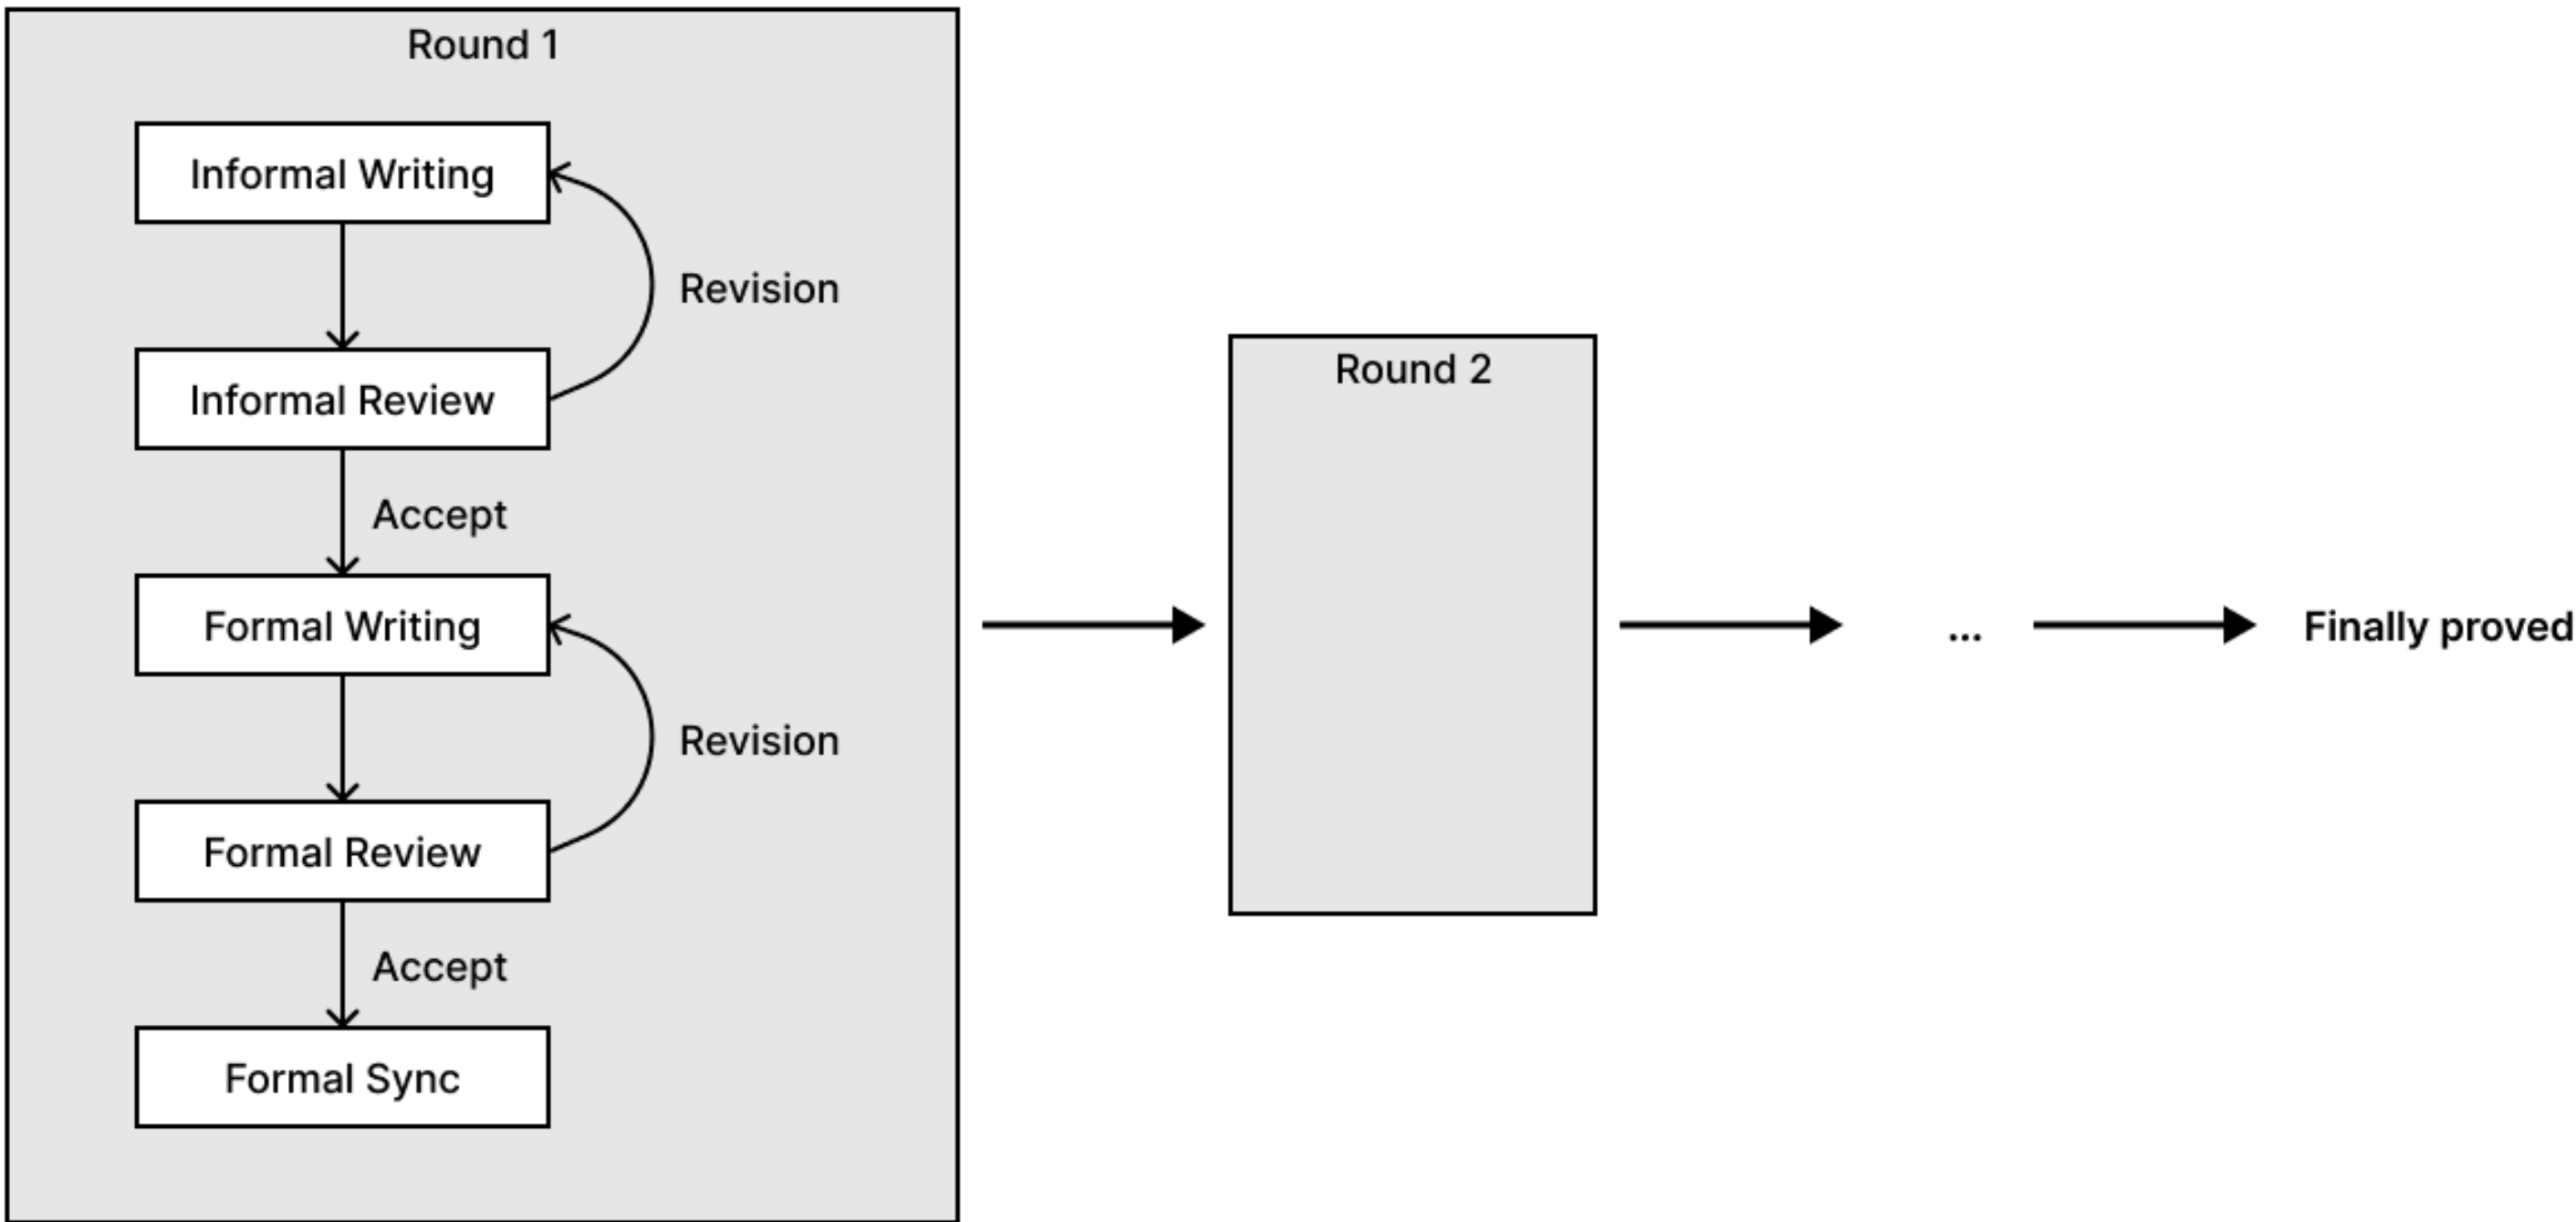 Round 1
Informal Writing
Revision
Informal Review
Accept
Formal Writing
Revision
Formal Review
Accept
Formal Sync
Round 2
...
Finally proved